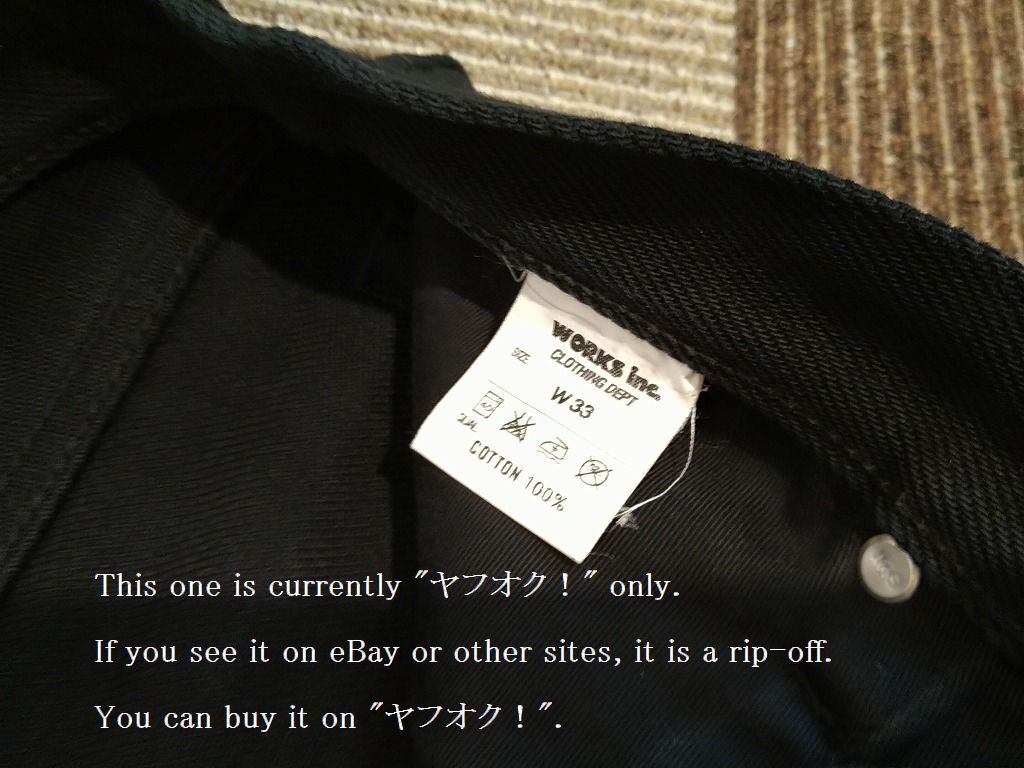 WORKS inc.
CLOTHING DEPT
SIZE
W 33
COTTON 100%
This one is currently "ヤフオク！" only.
If you see it on eBay or other sites, it is a rip-off.
You can buy it on "ヤフオク！".